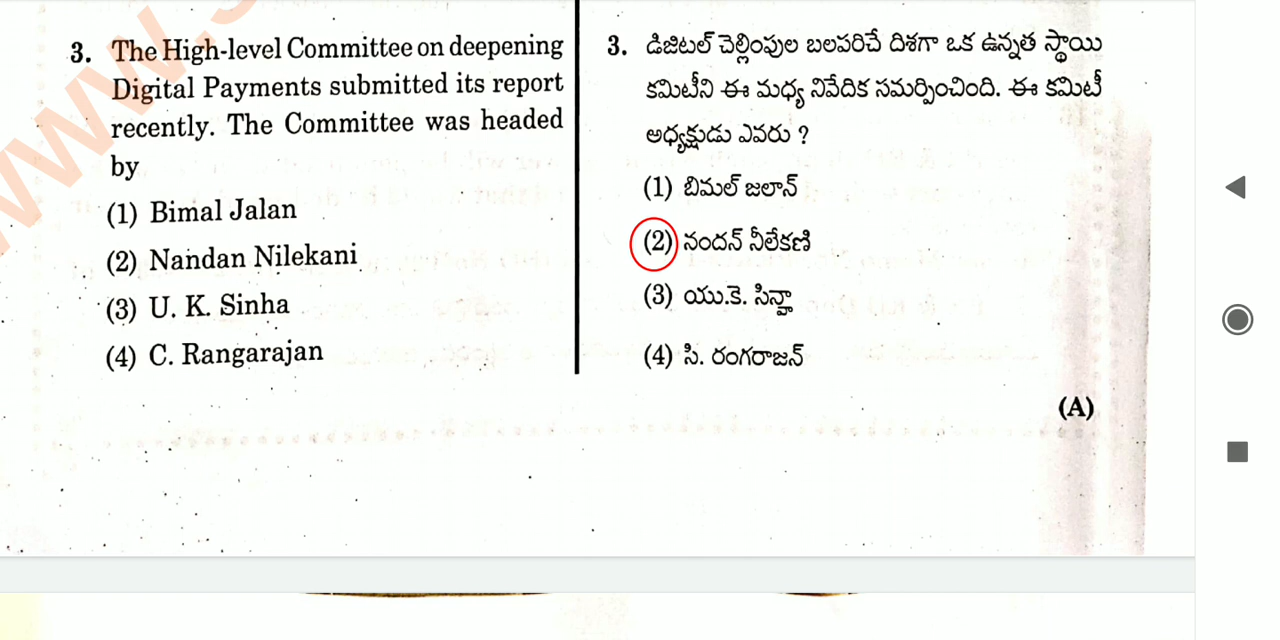 3. The High-level Committee on deepening
Digital Payments submitted its report
recently. The Committee was headed
by
(1) Bimal Jalan
(2) Nandan Nilekani
(3) U. K. Sinha
(4) C. Rangarajan
3. డిజిటల్ చెల్లింపుల బలపరిచే దిశగా ఒక ఉన్నత స్థాయి
కమిటీని ఈ మధ్య నివేదిక సమర్పించింది. ఈ కమిటీ
అధ్యక్షుడు ఎవరు ?
(1) బిమల్ జలాన్
(2) నందన్ నీలేకణి
(3) యు.కె. సిన్హా
(4) సి. రంగరాజన్
(A)
www.s